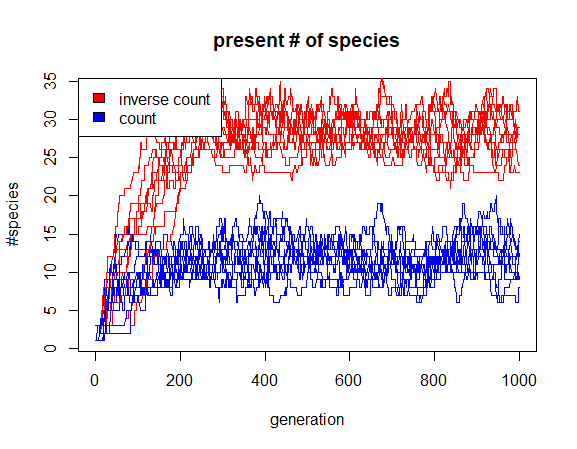 present # of species
inverse count
count
#species
35
30
25
20
15
10
5
0
0 200 400 600 800 1000
generation